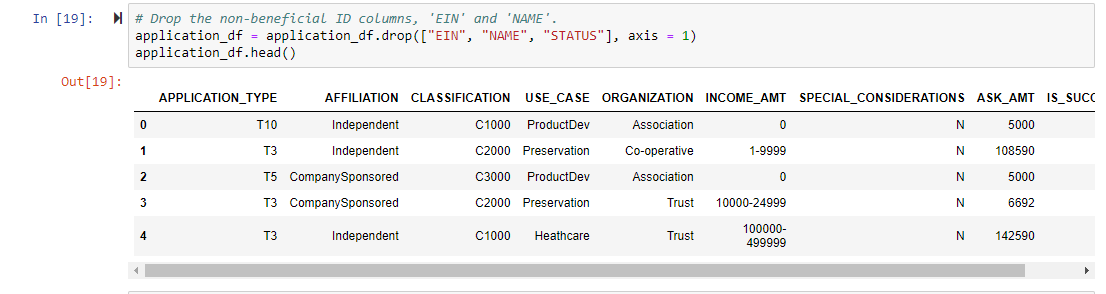 In [19]: # Drop the non-beneficial ID columns, 'EIN' and 'NAME'.
application_df = application_df.drop(["EIN", "NAME", "STATUS"], axis = 1)
application_df.head()
Out[19]:
APPLICATION_TYPE AFFILIATION CLASSIFICATION USE_CASE ORGANIZATION INCOME_AMT SPECIAL_CONSIDERATIONS ASK_AMT IS_SUCC
0 T10 Independent C1000 ProductDev Association 0 N 5000
1 T3 Independent C2000 Preservation Co-operative 1-9999 N 108590
2 T5 CompanySponsored C3000 ProductDev Association 0 N 5000
3 T3 CompanySponsored C2000 Preservation Trust 10000-24999 N 6692
4 T3 Independent C1000 Heathcare Trust 100000-
499999 N 142590